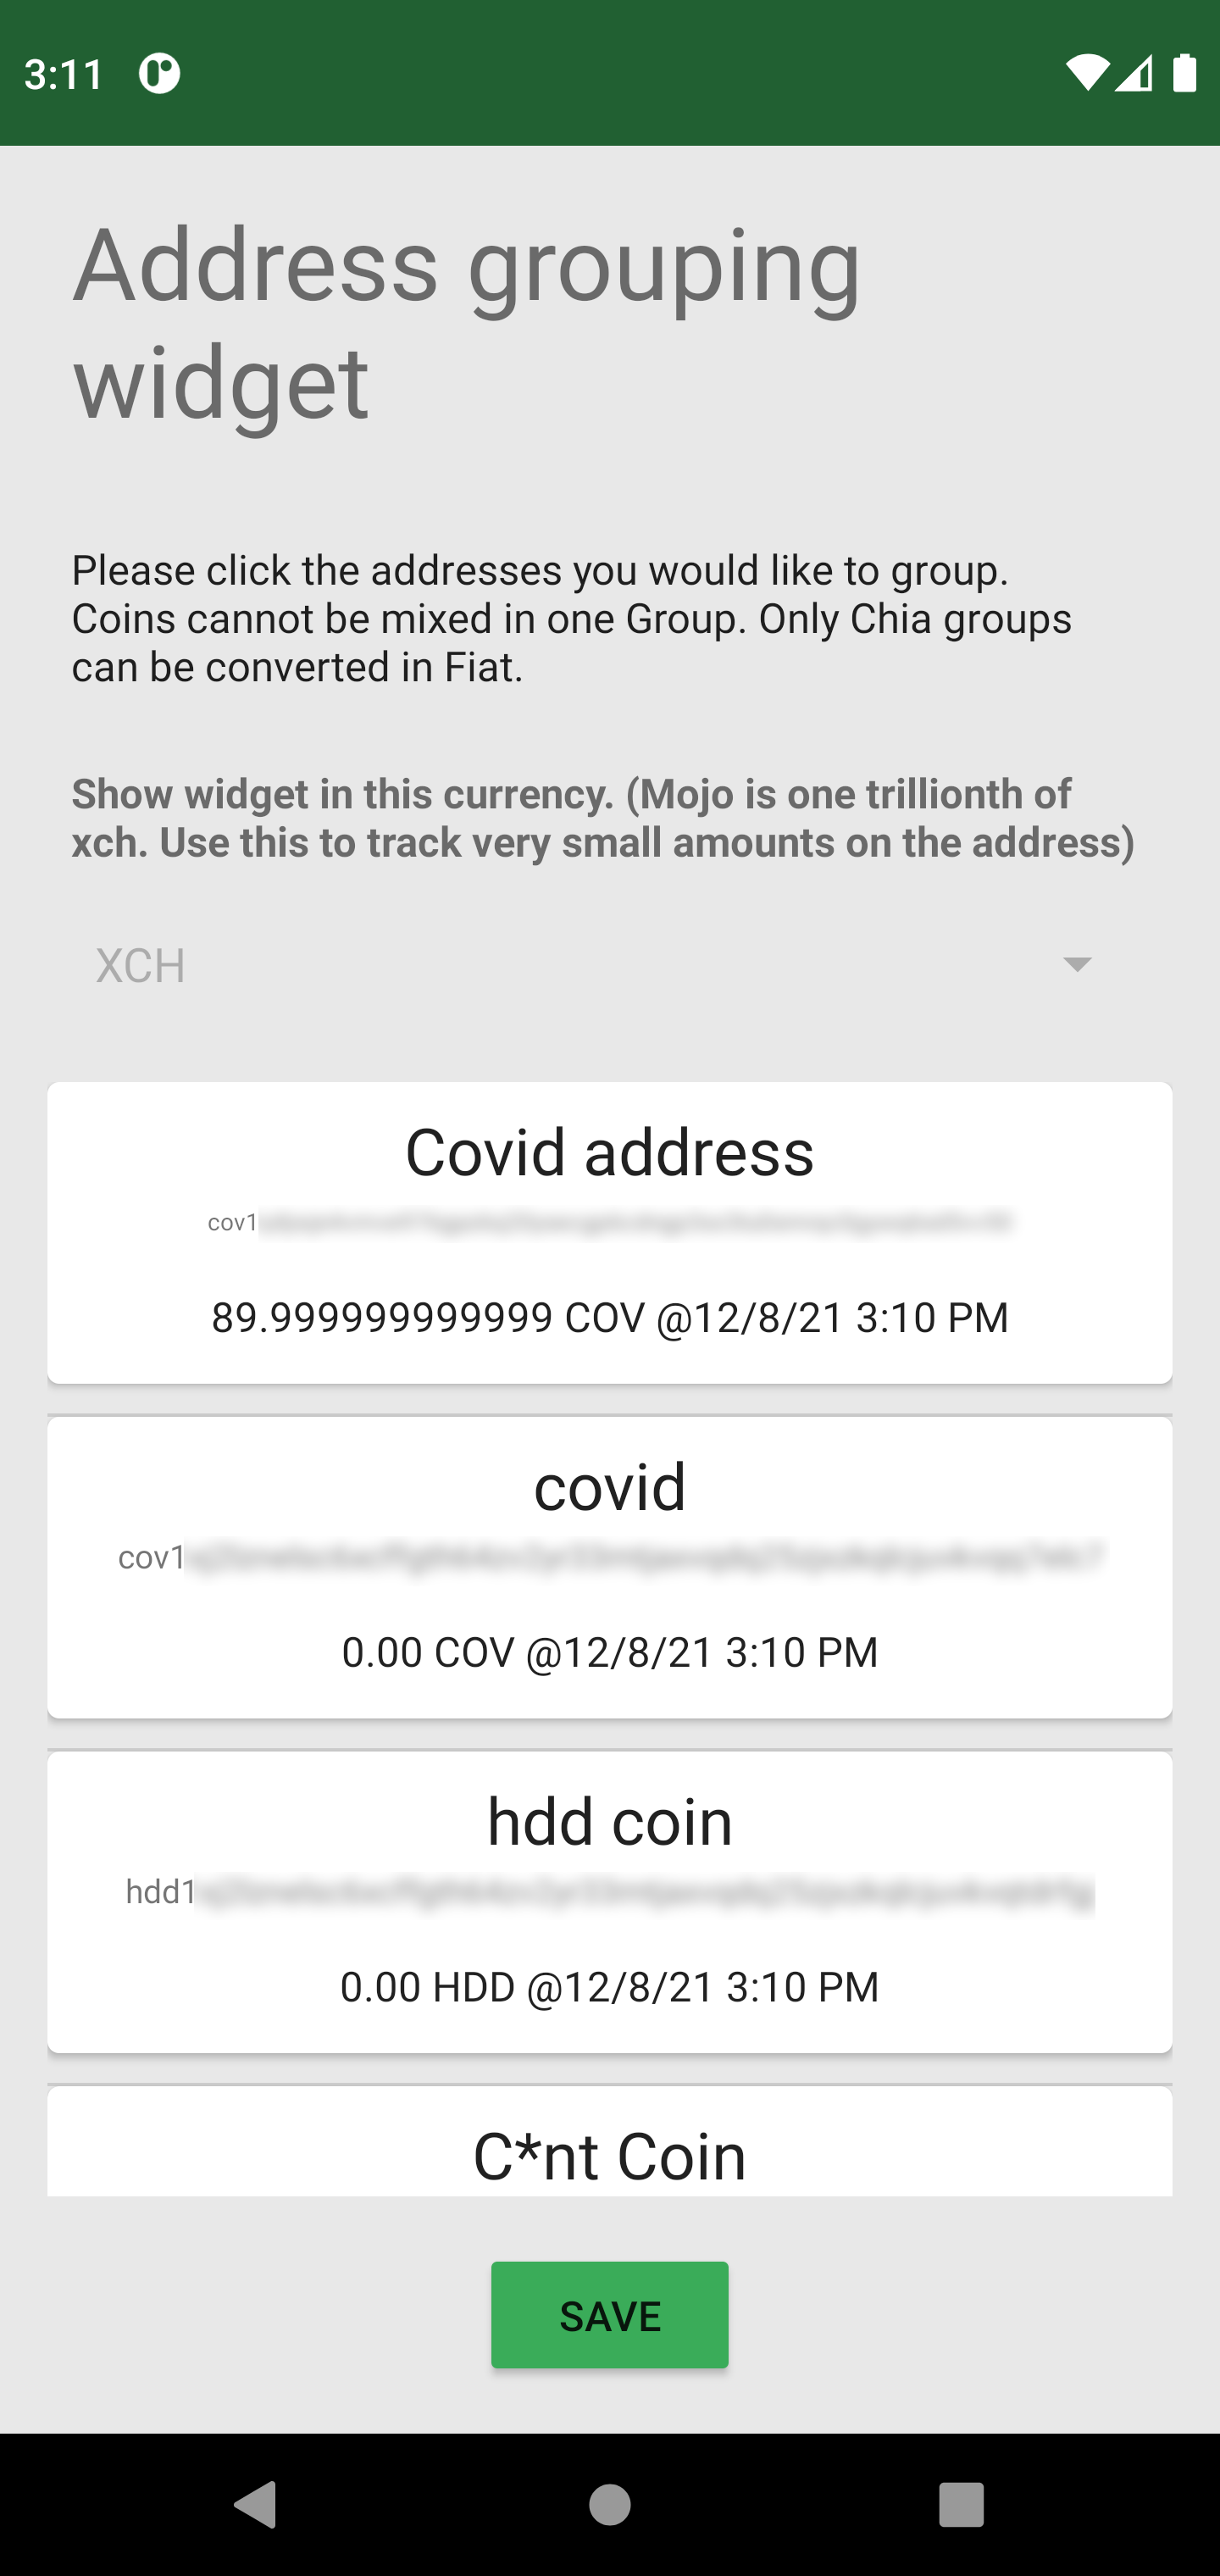 3:11
Address grouping
widget
Please click the addresses you would like to group.
Coins cannot be mixed in one Group. Only Chia groups
can be converted in Fiat.
Show widget in this currency. (Mojo is one trillionth of
xch. Use this to track very small amounts on the address)
XCH
Covid address
cov1
89.999999999999 COV @12/8/21 3:10 PM
covid
cov1
0.00 COV @12/8/21 3:10 PM
hdd coin
hdd1
0.00 HDD @12/8/21 3:10 PM
C*nt Coin
SAVE